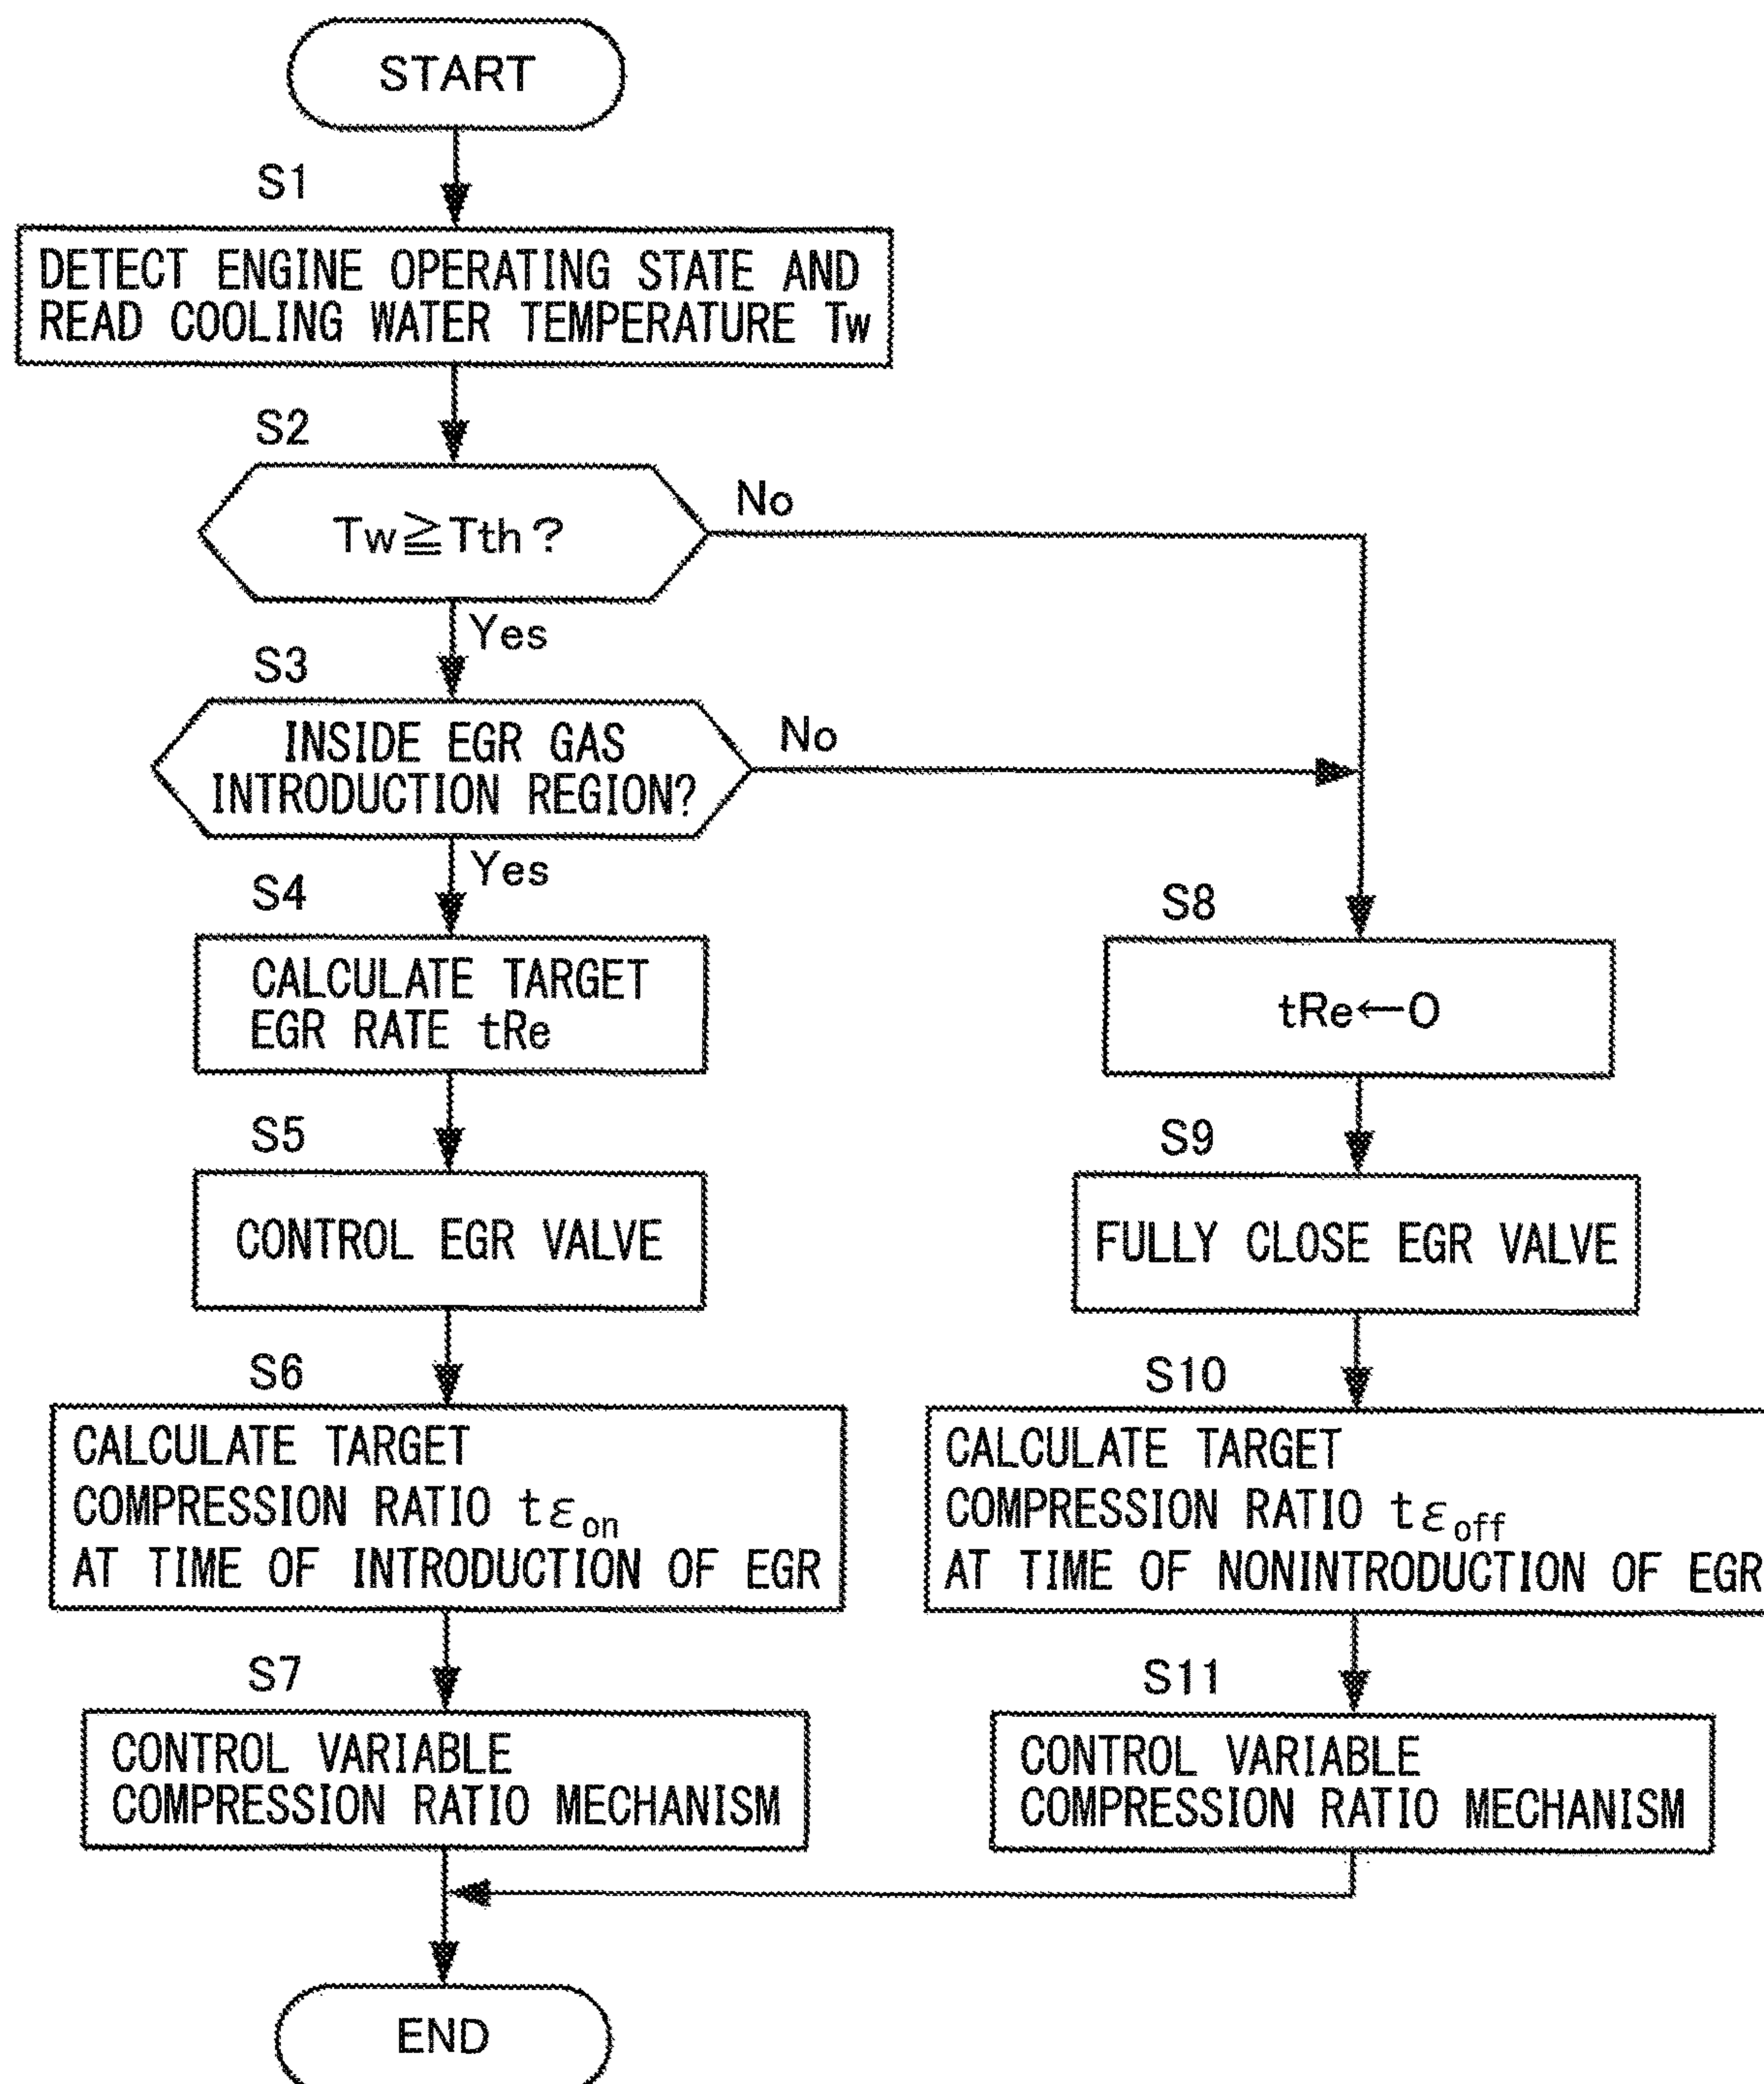 START
S1
DETECT ENGINE OPERATING STATE AND
READ COOLING WATER TEMPERATURE Tw
S2
Tw≧Tth?
No
Yes
S3
INSIDE EGR GAS
INTRODUCTION REGION?
No
Yes
S4
CALCULATE TARGET
EGR RATE tRe
S5
CONTROL EGR VALVE
S6
CALCULATE TARGET
COMPRESSION RATIO tεon
AT TIME OF INTRODUCTION OF EGR
S7
CONTROL VARIABLE
COMPRESSION RATIO MECHANISM
S8
tRe←0
S9
FULLY CLOSE EGR VALVE
S10
CALCULATE TARGET
COMPRESSION RATIO tεoff
AT TIME OF NONINTRODUCTION OF EGR
S11
CONTROL VARIABLE
COMPRESSION RATIO MECHANISM
END